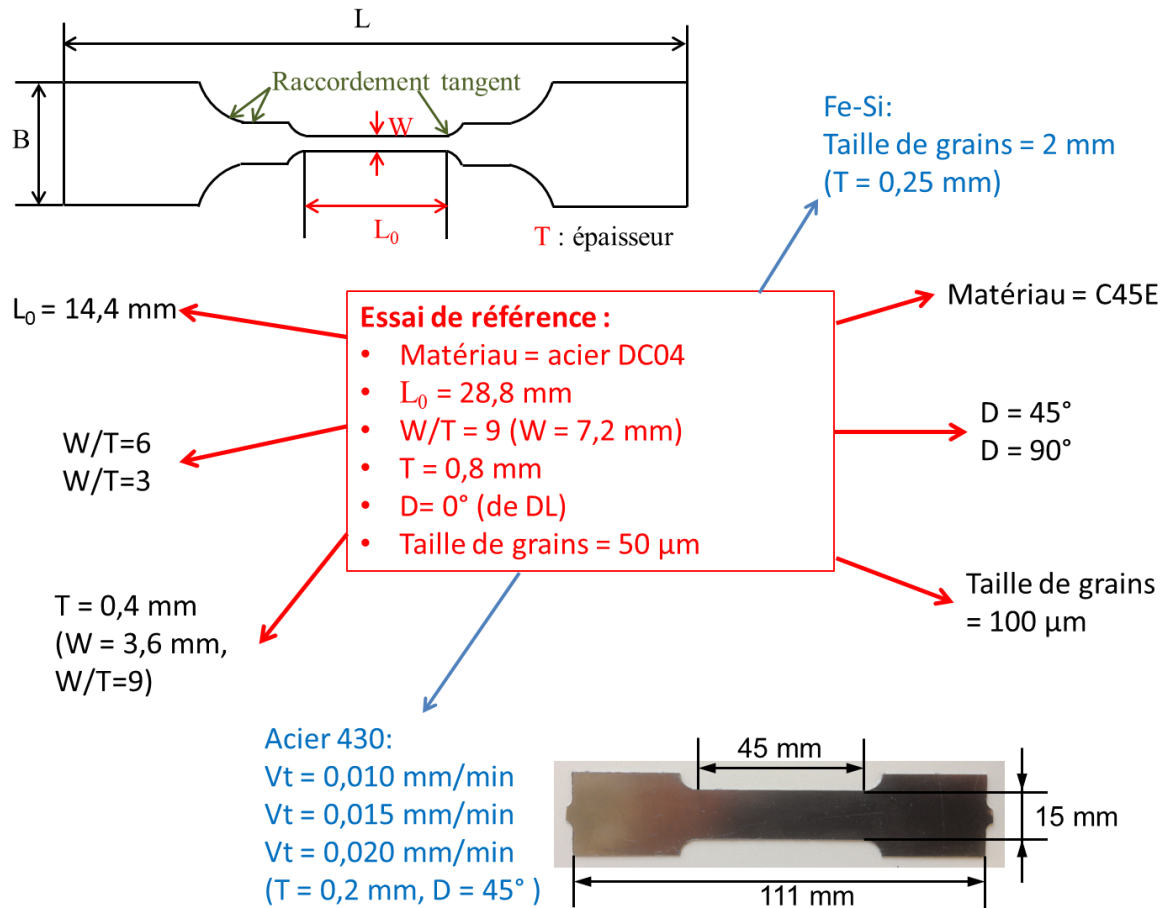 L
Raccordement tangent
B
W
L₀
T : épaisseur
Fe-Si:
Taille de grains = 2 mm
(T = 0,25 mm)
L₀ = 14,4 mm
W/T=6
W/T=3
T = 0,4 mm
(W = 3,6 mm,
W/T=9)
Essai de référence :
• Matériau = acier DC04
• L₀ = 28,8 mm
• W/T = 9 (W = 7,2 mm)
• T = 0,8 mm
• D= 0° (de DL)
• Taille de grains = 50 µm
Matériau = C45E
D = 45°
D = 90°
Taille de grains
= 100 µm
Acier 430:
Vt = 0,010 mm/min
Vt = 0,015 mm/min
Vt = 0,020 mm/min
(T = 0,2 mm, D = 45° )
45 mm
15 mm
111 mm